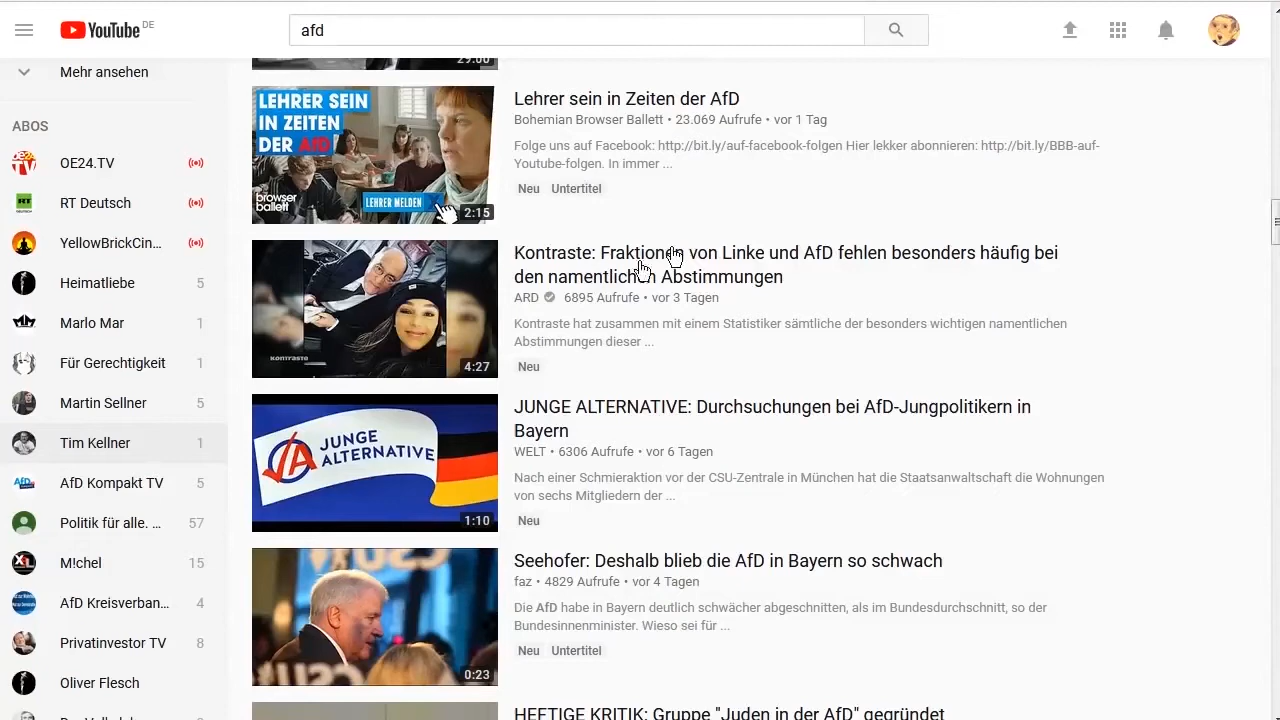 YouTube DE
afd
Mehr ansehen
ABOS
OE24.TV
RT Deutsch
YellowBrickCin...
Heimatliebe 5
Marlo Mar 1
Für Gerechtigkeit 1
Martin Sellner 5
Tim Kellner 1
AfD Kompakt TV 5
Politik für alle. ... 57
M!chel 15
AfD Kreisverban... 4
Privatinvestor TV 8
Oliver Flesch
29:00
LEHRER SEIN
IN ZEITEN
DER AfD
browser
ballett
LEHRER MELDEN
2:15
Lehrer sein in Zeiten der AfD
Bohemian Browser Ballett • 23.069 Aufrufe • vor 1 Tag
Folge uns auf Facebook: http://bit.ly/auf-facebook-folgen Hier lekker abonnieren: http://bit.ly/BBB-auf-
Youtube-folgen. In immer ...
Neu Untertitel
KONTRASTE
4:27
Kontraste: Fraktionen von Linke und AfD fehlen besonders häufig bei
den namentlichen Abstimmungen
ARD 6895 Aufrufe • vor 3 Tagen
Kontraste hat zusammen mit einem Statistiker sämtliche der besonders wichtigen namentlichen
Abstimmungen dieser ...
Neu
JUNGE
ALTERNATIVE
1:10
JUNGE ALTERNATIVE: Durchsuchungen bei AfD-Jungpolitikern in
Bayern
WELT • 6306 Aufrufe • vor 6 Tagen
Nach einer Schmieraktion vor der CSU-Zentrale in München hat die Staatsanwaltschaft die Wohnungen
von sechs Mitgliedern der ...
Neu
0:23
Seehofer: Deshalb blieb die AfD in Bayern so schwach
faz • 4829 Aufrufe • vor 4 Tagen
Die AfD habe in Bayern deutlich schwächer abgeschnitten, als im Bundesdurchschnitt, so der
Bundesinnenminister. Wieso sei für ...
Neu Untertitel
HEFTIGE KRITIK: Gruppe "Juden in der AfD" gegründet